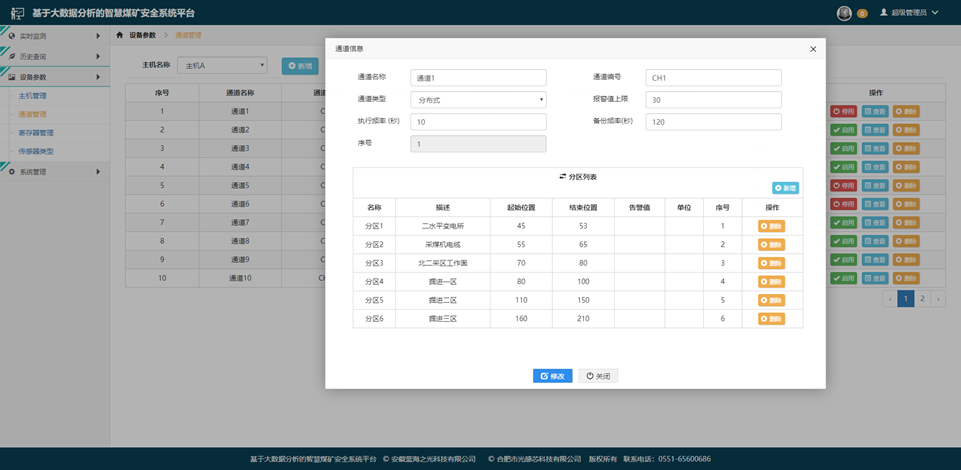 基于大数据分析的智慧煤矿安全系统平台
6
超级管理员
实时监测
历史查询
设备参数
主机管理
通道管理
寄存器管理
传感器类型
系统管理
设备参数 > 通道管理
主机名称 主机A 新增
序号 通道名称 通道 操作
1 通道1 C 停用 查看 删除
2 通道2 C 启用 查看 删除
3 通道3 C 启用 查看 删除
4 通道4 C 启用 查看 删除
5 通道5 C 停用 查看 删除
6 通道6 C 停用 查看 删除
7 通道7 C 启用 查看 删除
8 通道8 C 启用 查看 删除
9 通道9 C 启用 查看 删除
10 通道10 CH 启用 查看 删除
‹ 1 2 ›
通道信息 ×
通道名称 通道1 通道编号 CH1
通道类型 分布式 报警值上限 30
执行频率(秒) 10 备份频率(秒) 120
序号 1
分区列表
新增
名称 描述 起始位置 结束位置 告警值 单位 序号 操作
分区1 二水平变电所 45 53 1 删除
分区2 采煤机电缆 55 65 2 删除
分区3 北二采区工作面 70 80 3 删除
分区4 掘进一区 80 100 4 删除
分区5 掘进二区 110 150 5 删除
分区6 掘进三区 160 210 6 删除
修改 关闭
基于大数据分析的智慧煤矿安全系统平台 © 安徽蓝海之光科技有限公司 © 合肥市光感芯科技有限公司 版权所有 联系电话：0551-65600686